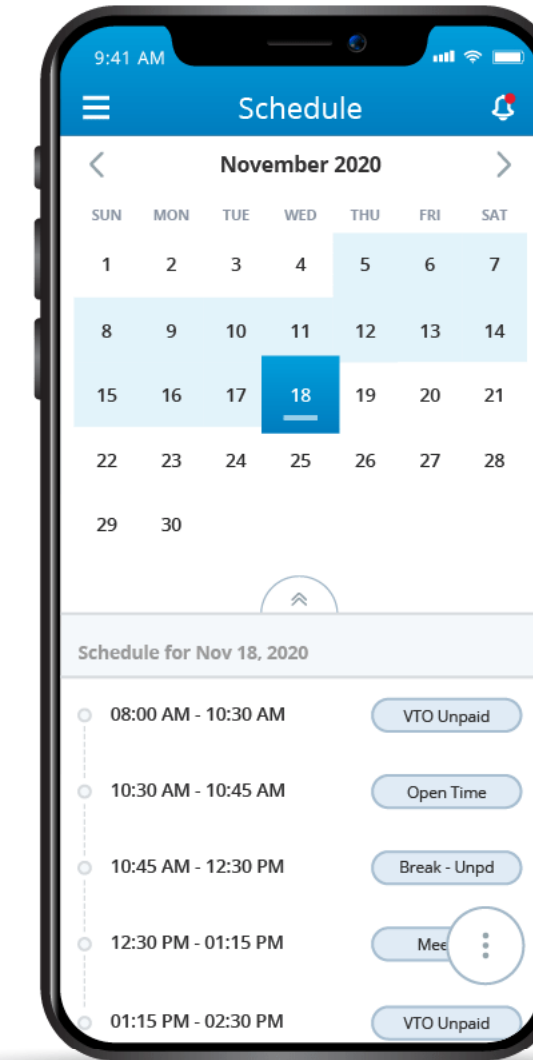 9:41 AM
Schedule
November 2020
SUN MON TUE WED THU FRI SAT
1 2 3 4 5 6 7
8 9 10 11 12 13 14
15 16 17 18 19 20 21
22 23 24 25 26 27 28
29 30
Schedule for Nov 18, 2020
08:00 AM - 10:30 AM VTO Unpaid
10:30 AM - 10:45 AM Open Time
10:45 AM - 12:30 PM Break - Unpd
12:30 PM - 01:15 PM
01:15 PM - 02:30 PM VTO Unpaid